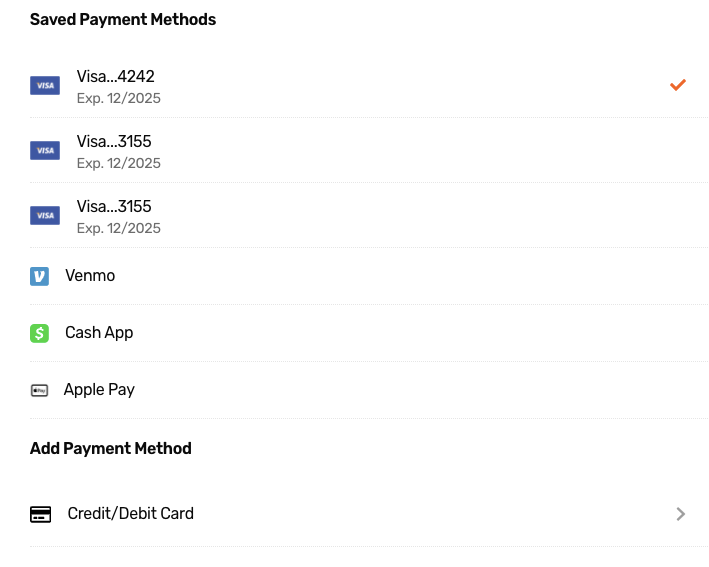 Saved Payment Methods
VISA
Visa...4242
Exp. 12/2025
VISA
Visa...3155
Exp. 12/2025
VISA
Visa...3155
Exp. 12/2025
Venmo
$
Cash App
Pay
Apple Pay
Add Payment Method
Credit/Debit Card